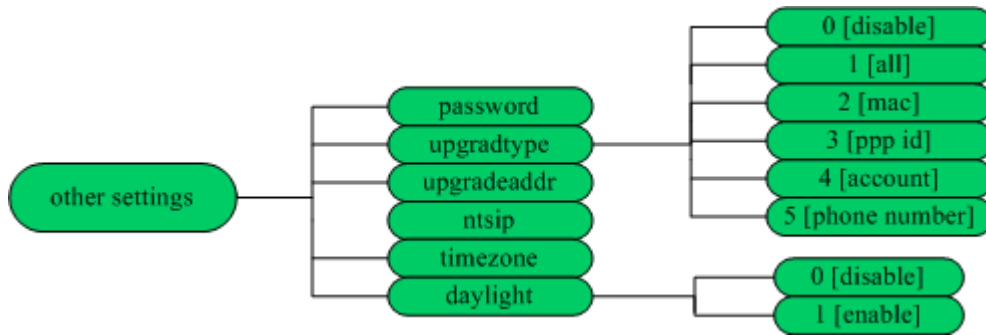 other settings
password
upgradtype
upgradeaddr
ntsip
timezone
daylight
0 [disable]
1 [all]
2 [mac]
3 [ppp id]
4 [account]
5 [phone number]
0 [disable]
1 [enable]